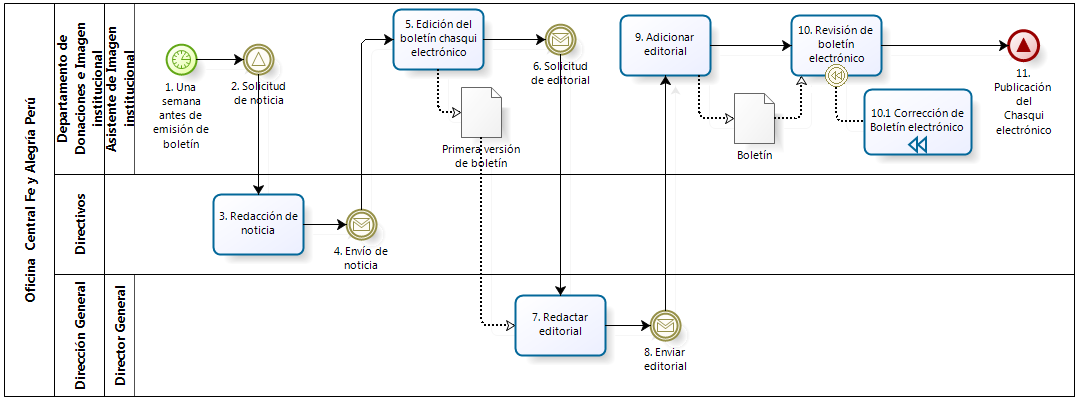 Oficina Central Fe y Alegría Perú
Departamento de
Donaciones e Imagen
institucional
Asistente de Imagen
institucional
1. Una
semana
antes de
emisión de
boletín
2. Solicitud
de noticia
5. Edición del
boletín chasqui
electrónico
Primera versión
de boletín
6. Solicitud
de editorial
9. Adicionar
editorial
Boletín
10. Revisión de
boletín
electrónico
10.1 Corrección de
Boletín electrónico
11.
Publicación
del
Chasqui
electrónico
Directivos
3. Redacción de
noticia
4. Envío de
noticia
Dirección General
Director General
7. Redactar
editorial
8. Enviar
editorial